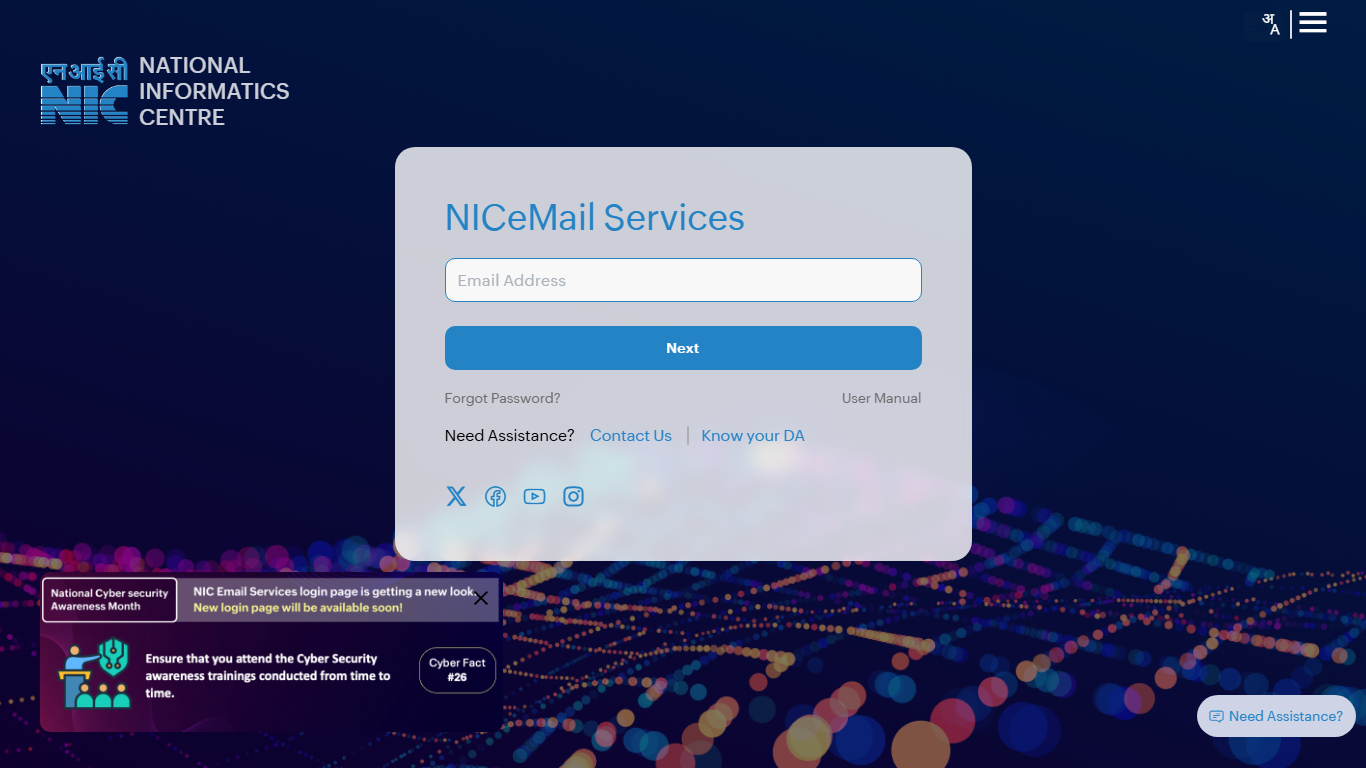 अ
A
एन आई सी
NIC
NATIONAL
INFORMATICS
CENTRE
NICeMail Services
Email Address
Next
Forgot Password?
User Manual
Need Assistance?
Contact Us
Know your DA
National Cyber security
Awareness Month
NIC Email Services login page is getting a new look.
New login page will be available soon!
Ensure that you attend the Cyber Security
awareness trainings conducted from time to
time.
Cyber Fact
#26
Need Assistance?